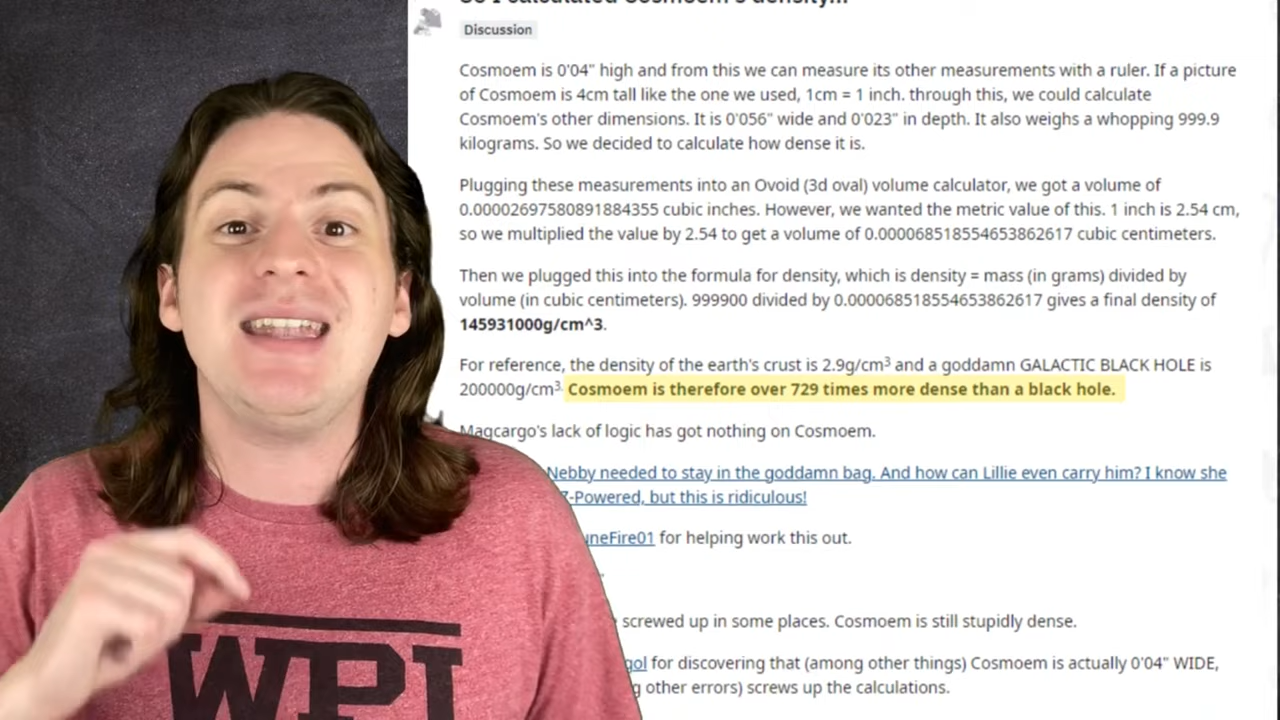 So I calculated Cosmoem's density...
Discussion
Cosmoem is 0'04" high and from this we can measure its other measurements with a ruler. If a picture
of Cosmoem is 4cm tall like the one we used, 1cm = 1 inch. through this, we could calculate
Cosmoem's other dimensions. It is 0'056" wide and 0'023" in depth. It also weighs a whopping 999.9
kilograms. So we decided to calculate how dense it is.
Plugging these measurements into an Ovoid (3d oval) volume calculator, we got a volume of
0.00002697580891884355 cubic inches. However, we wanted the metric value of this. 1 inch is 2.54 cm,
so we multiplied the value by 2.54 to get a volume of 0.000068518554653862617 cubic centimeters.
Then we plugged this into the formula for density, which is density = mass (in grams) divided by
volume (in cubic centimeters). 999900 divided by 0.000068518554653862617 gives a final density of
145931000g/cm^3.
For reference, the density of the earth's crust is 2.9g/cm³ and a goddamn GALACTIC BLACK HOLE is
200000g/cm³. Cosmoem is therefore over 729 times more dense than a black hole.
Magcargo's lack of logic has got nothing on Cosmoem.
Nebby needed to stay in the goddamn bag. And how can Lillie even carry him? I know she
Z-Powered, but this is ridiculous!
uneFire01 for helping work this out.
screwed up in some places. Cosmoem is still stupidly dense.
gol for discovering that (among other things) Cosmoem is actually 0'04" WIDE,
g other errors) screws up the calculations.
WPI